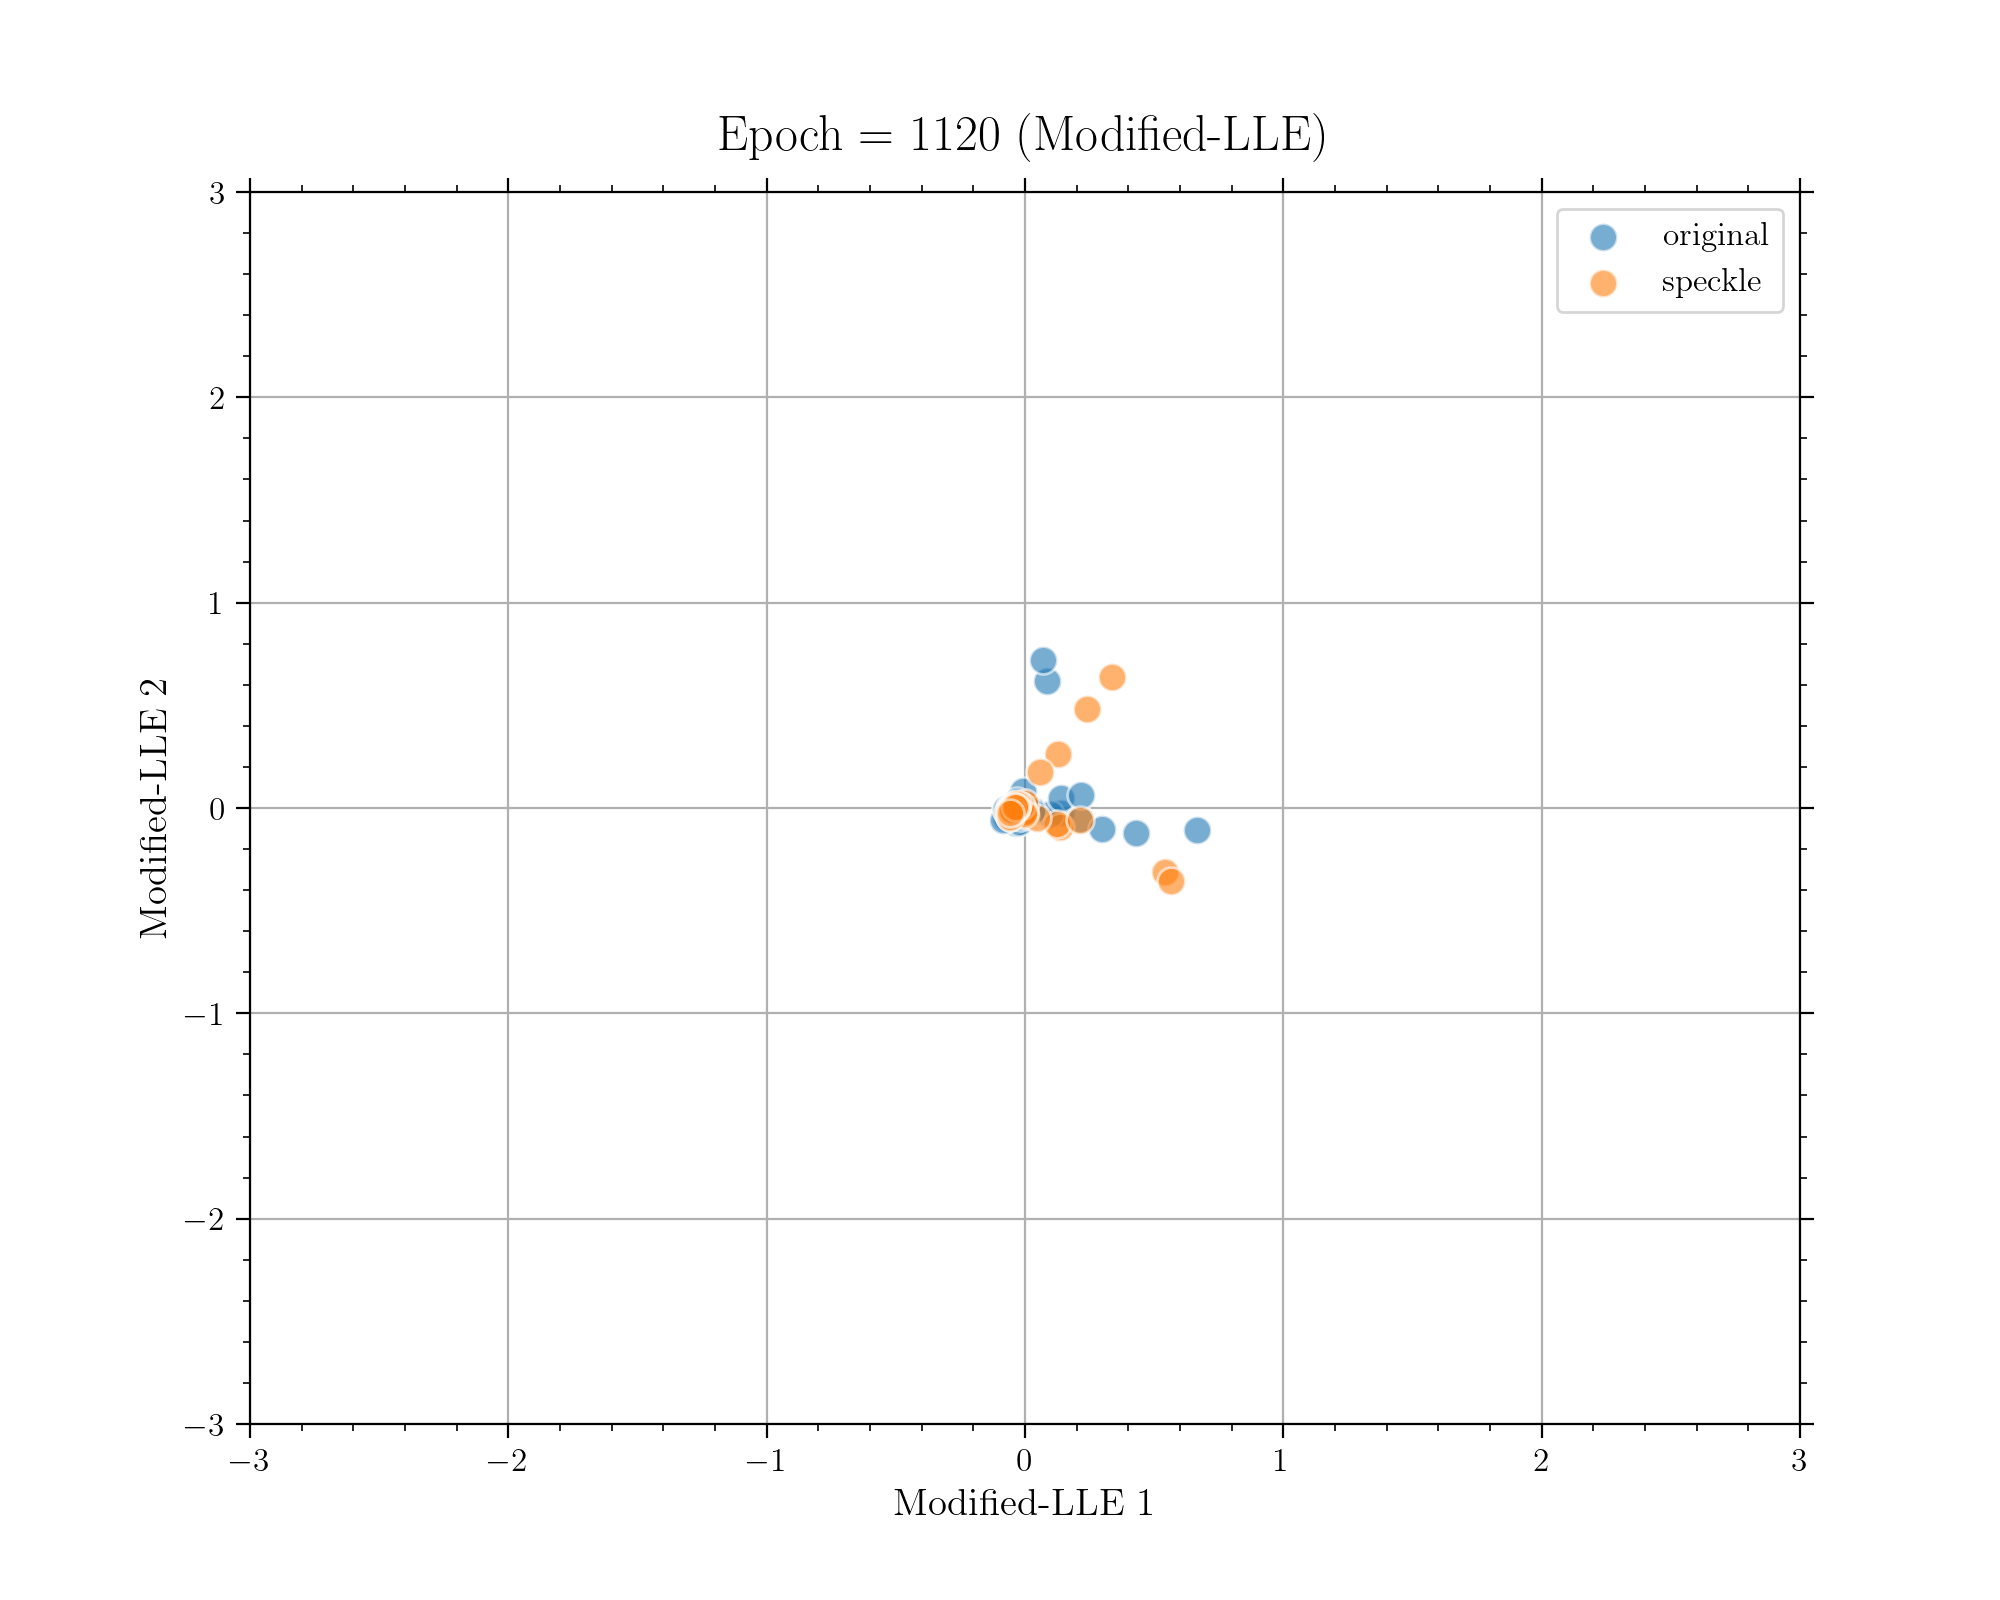 Epoch = 1120 (Modified-LLE)
original
speckle
3
2
1
0
−1
−2
−3
Modified-LLE 2
−3
−2
−1
0
1
2
3
Modified-LLE 1